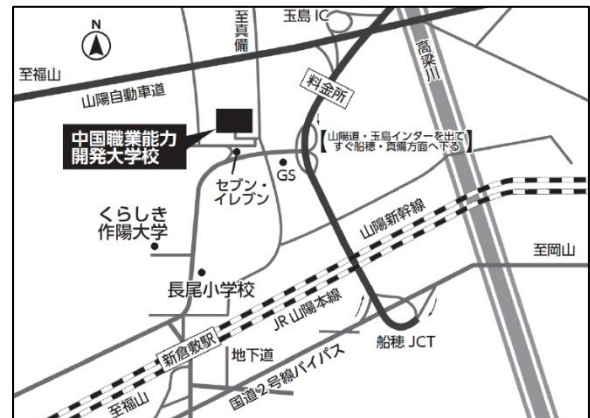 N
至真備
玉島IC
高梁川
至福山
山陽自動車道
料金所
中国職業能力
開発大学校
【山陽道・玉島インターを出て
すぐ船穂・真備方面へ下る】
GS
セブン・
イレブン
くらしき
作陽大学
山陽新幹線
至岡山
長尾小学校
JR山陽本線
新倉敷駅
地下道
船穂JCT
国道2号線バイパス
至福山